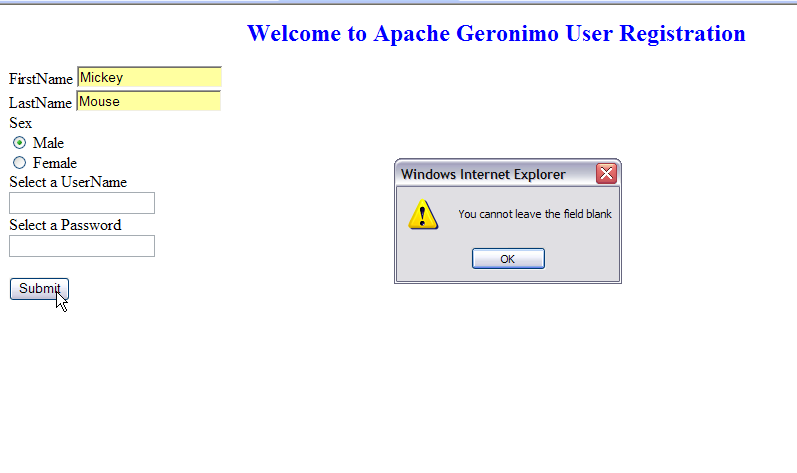 Welcome to Apache Geronimo User Registration
FirstName Mickey
LastName Mouse
Sex
Male
Female
Select a UserName
Select a Password
Submit
Windows Internet Explorer
You cannot leave the field blank
OK